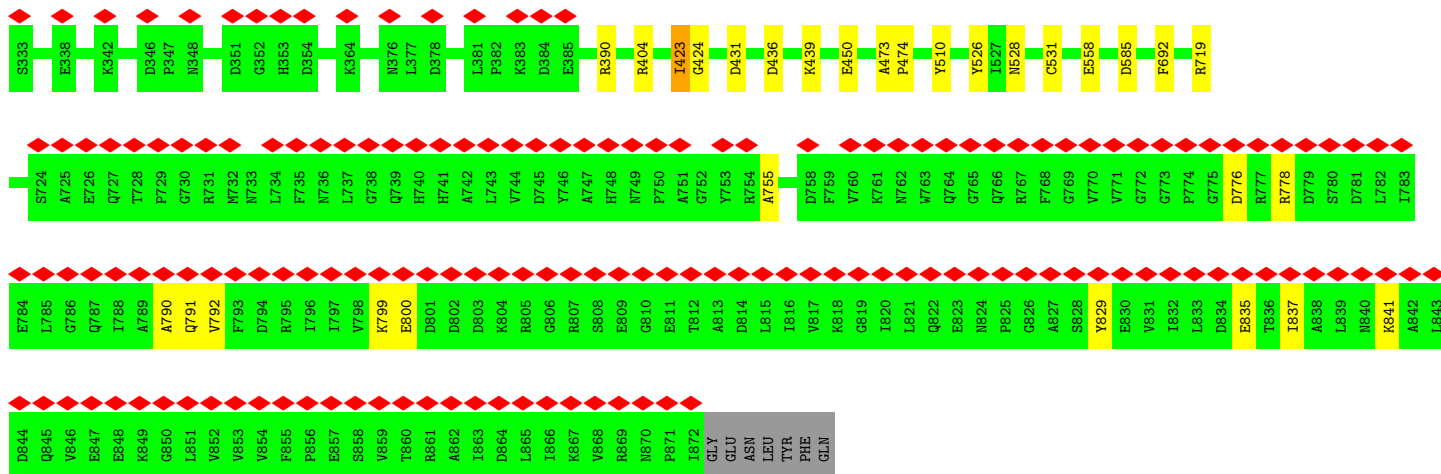 S333 E338 K342 D346 P347 N348 D351 G352 H353 D354 K364 N376 L377 D378 L381 P382 K383 D384 E385 R390 R404 I423 G424 D431 D436 K439 E450 A473 P474 Y510 Y526 I527 N528 C531 E558 D585 F692 R719
S724 A725 E726 Q727 T728 P729 G730 R731 M732 N733 L734 F735 N736 L737 G738 Q739 H740 H741 A742 L743 V744 D745 Y746 A747 H748 N749 P750 A751 G752 Y753 R754 A755 D758 F759 V760 K761 N762 W763 Q764 G765 Q766 R767 F768 G769 V770 V771 G772 G773 P774 G775 D776 R777 R778 D779 S780 D781 L782 I783
E784 L785 G786 Q787 I788 A789 A790 Q791 V792 F793 D794 R795 I796 I797 V798 K799 E800 D801 D802 D803 K804 R805 G806 R807 S808 E809 G810 E811 T812 A813 D814 L815 I816 V817 K818 G819 I820 L821 Q822 E823 N824 P825 G826 A827 S828 Y829 E830 V831 I832 L833 D834 E835 T836 I837 A838 L839 N840 K841 A842 L843
D844 Q845 V846 E847 E848 K849 G850 L851 V852 V853 V854 F855 P856 E857 S858 V859 T860 R861 A862 I863 D864 L865 I866 K867 V868 R869 N870 P871 I872 GLY GLU ASN LEU TYR PHE GLN